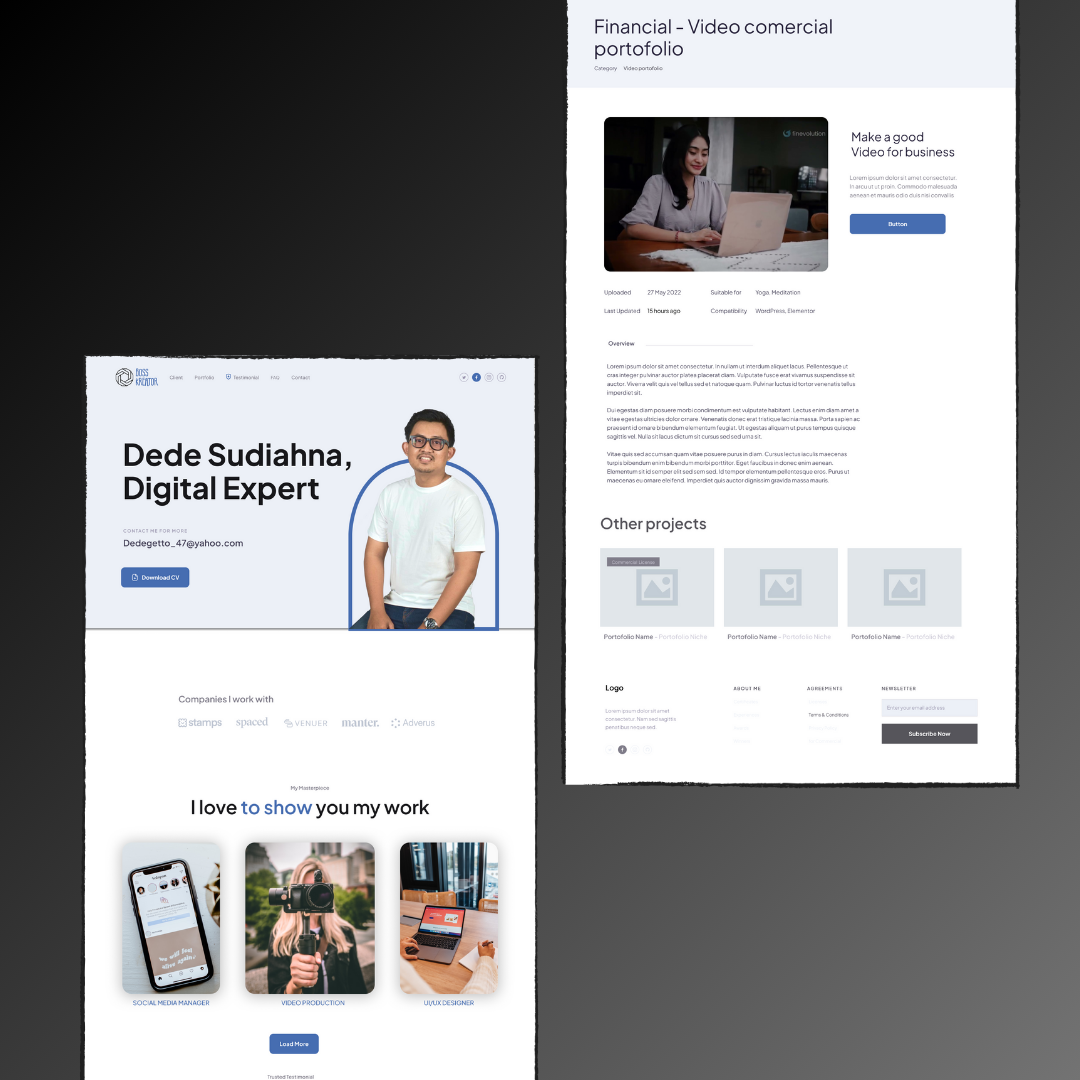 Financial - Video comercial
portofolio
Category Video portofolio
finevolution
Make a good
Video for business
Lorem ipsum dolor sit amet consectetur.
In arcu ut proin. Commodo malesuada
aenean et mauris odio duis nisi convallis.
Button
Uploaded 27 May 2022 Suitable for Yoga, Meditation
Last Updated 15 hours ago Compatibility WordPress, Elementor
Overview
Lorem ipsum dolor sit amet consectetur. In nullam ut interdum aliquet lacus. Pellentesque ut
cras integer pulvinar auctor platea placerat diam. Vulputate fusce erat vivamus suspendisse sit
auctor. Viverra velit quis vel tellus sed et natoque quam. Pulvinar luctus id tortor venenatis tellus
imperdiet sit.
Dui egestas diam posuere morbi condimentum est vulputate habitant. Lectus enim diam amet a
vitae egestas ultricies dolor ornare. Venenatis donec erat tristique lacinia massa. Porta sapien ac
praesent id ornare bibendum elementum feugiat. Ut egestas aliquam ut purus tempus quisque
sagittis vel. Nulla sit lacus dictum sit cursus sed sed urna sit.
Vitae quis sed accumsan quam vitae posuere purus in diam. Cursus lectus iaculis maecenas
turpis bibendum enim bibendum morbi porttitor. Eget faucibus in donec enim aenean.
Elementum sit id semper elit sed sem sed. Id tempor elementum pellentesque eros. Purus ut
maecenas eu ornare eleifend. Imperdiet quis auctor dignissim gravida massa mauris.
Other projects
Commercial License
Portofolio Name - Portofolio Niche
Portofolio Name - Portofolio Niche
Portofolio Name - Portofolio Niche
Logo
Lorem ipsum dolor sit amet
consectetur. Nam sed sagittis
peroribus neque sed.
ABOUT ME
AGREEMENTS
Terms & Conditions
NEWSLETTER
Enter your email address
Subscribe Now
BOSS
KREATOR
Client Portfolio Testimonial FAQ Contact
Dede Sudiahna,
Digital Expert
CONTACT ME FOR MORE
Dedegetto_47@yahoo.com
Download CV
Companies I work with
stamps spaced VENUER manter. Adverus
My Masterpiece
I love to show you my work
Instagram
we will feel
alive again.
SOCIAL MEDIA MANAGER
VIDEO PRODUCTION
UI/UX DESIGNER
Load More
Trusted Testimonial